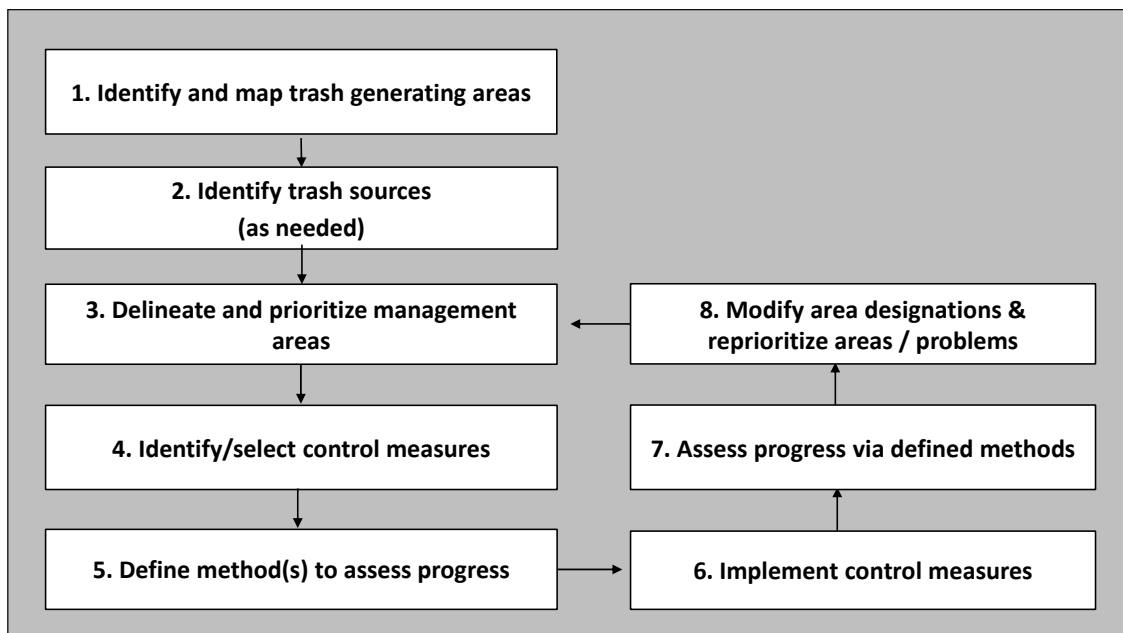 1. Identify and map trash generating areas
2. Identify trash sources
(as needed)
3. Delineate and prioritize management
areas
4. Identify/select control measures
5. Define method(s) to assess progress
6. Implement control measures
7. Assess progress via defined methods
8. Modify area designations &
reprioritize areas / problems